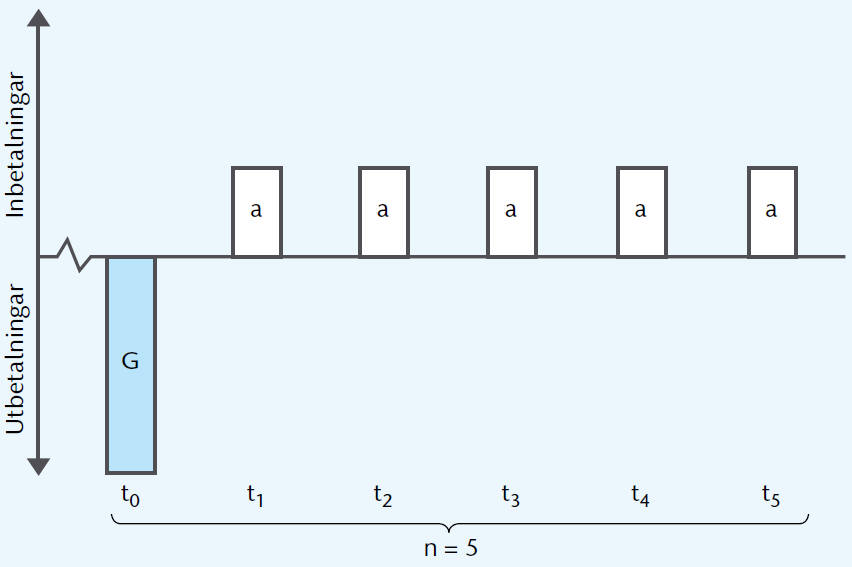 Inbetalningar
Utbetalningar
a a a a a
G
t₀ t₁ t₂ t₃ t₄ t₅
n = 5